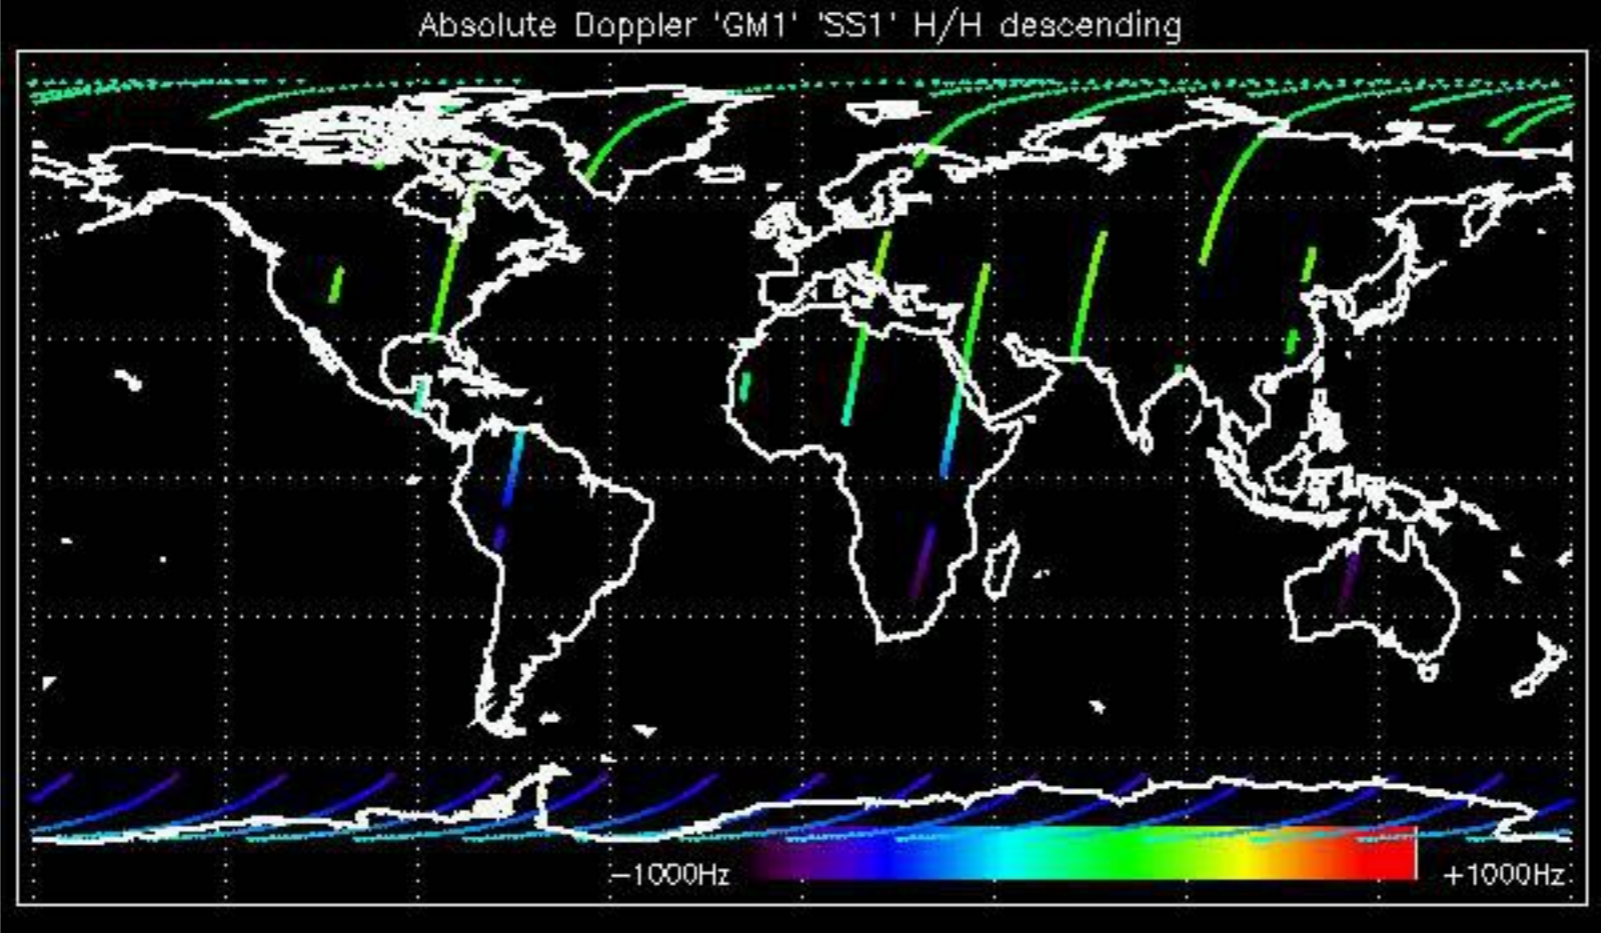 Absolute Doppler 'GM1' 'SS1' H/H descending
−1000Hz +1000Hz